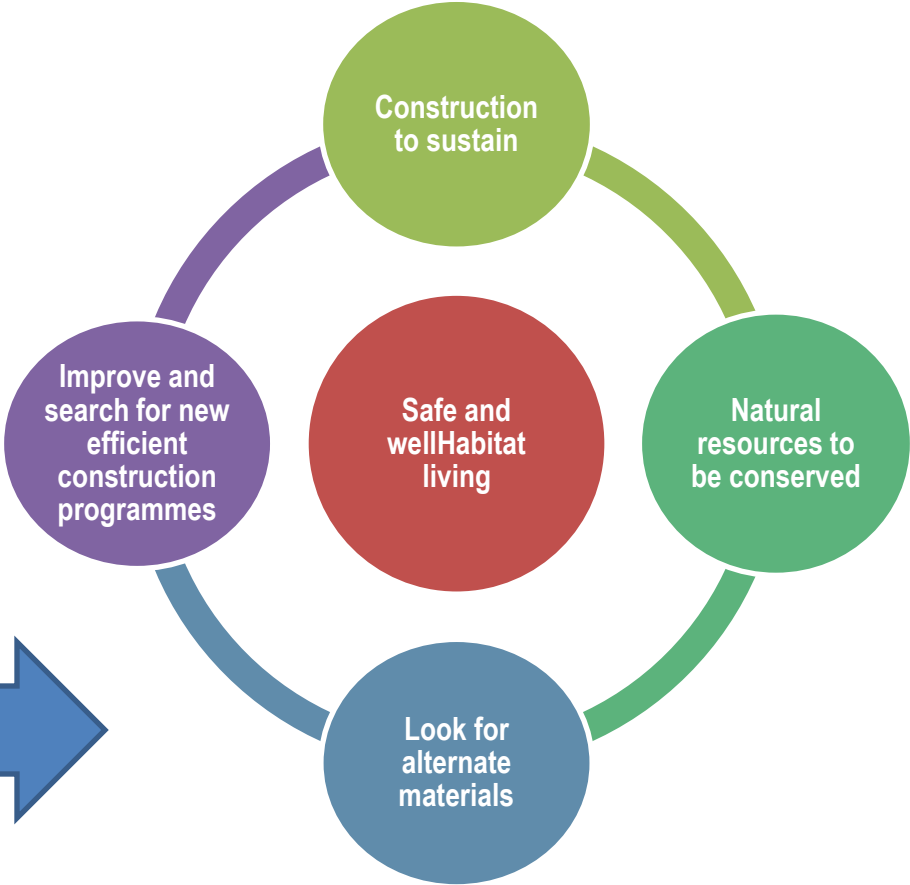 Construction
to sustain
Improve and
search for new
efficient
construction
programmes
Safe and
wellHabitat
living
Natural
resources to
be conserved
Look for
alternate
materials